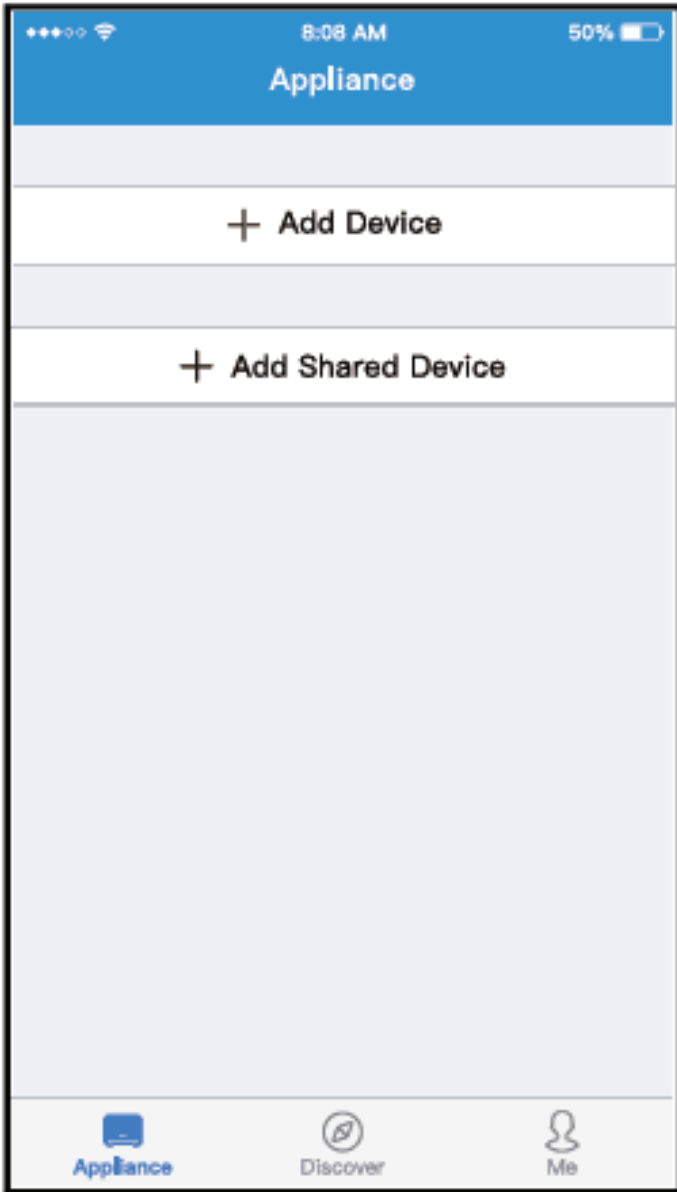 8:08 AM 50%
Appliance
+ Add Device
+ Add Shared Device
Appliance Discover Me